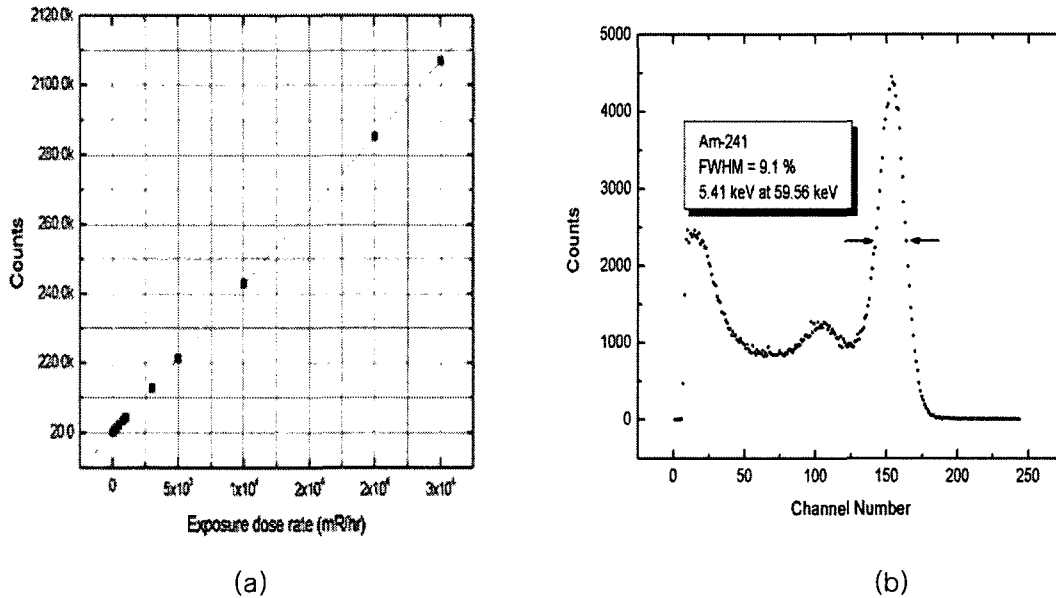 2120.0k
2100.0k
280.0k
260.0k
240.0k
220.0k
20.0
Counts
0
5x10³
1x10⁴
2x10⁴
2x10⁴
3x10⁴
Exposure dose rate (mR/hr)
(a)
5000
4000
3000
2000
1000
0
Counts
Am-241
FWHM = 9.1 %
5.41 keV at 59.56 keV
0
50
100
150
200
250
Channel Number
(b)